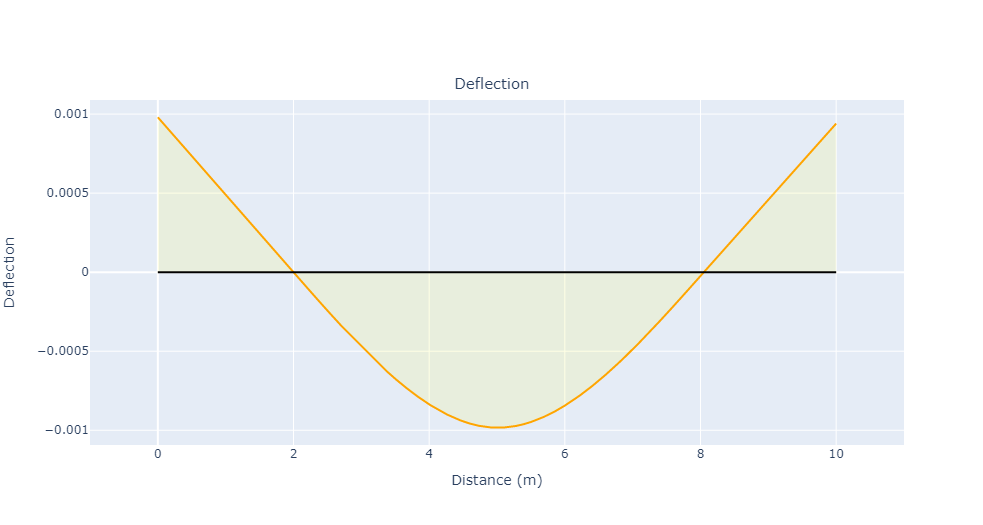 Deflection
0.001
0.0005
0
−0.0005
−0.001
Deflection
0 2 4 6 8 10
Distance (m)